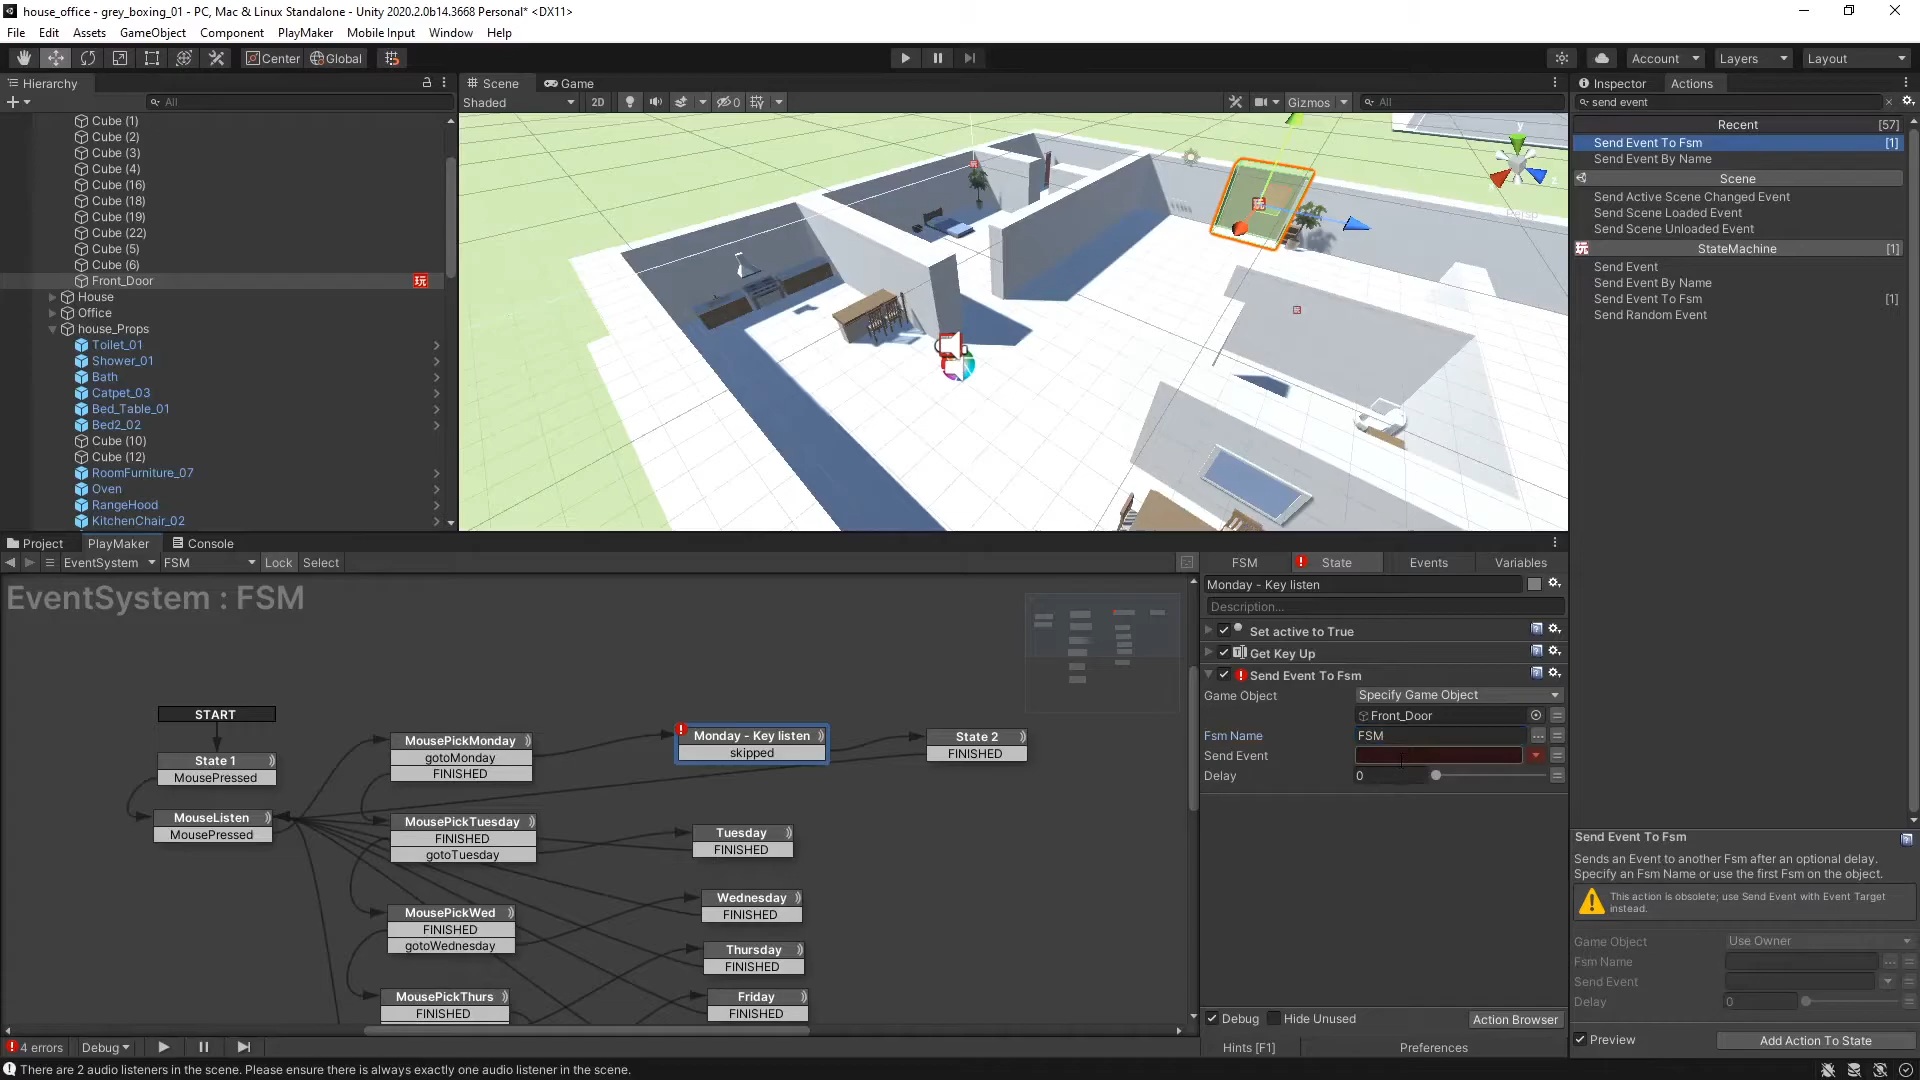 house_office - grey_boxing_01 - PC, Mac & Linux Standalone - Unity 2020.2.0b14.3668 Personal* <DX11>
File Edit Assets GameObject Component PlayMaker Mobile Input Window Help
Center Global Account Layers Layout
Hierarchy
All
Cube (1)
Cube (2)
Cube (3)
Cube (4)
Cube (16)
Cube (18)
Cube (19)
Cube (22)
Cube (5)
Cube (6)
Front_Door
House
Office
house_Props
Toilet_01
Shower_01
Bath
Catpet_03
Bed_Table_01
Bed2_02
Cube (10)
Cube (12)
RoomFurniture_07
Oven
RangeHood
KitchenChair_02
Scene Game
Shaded 2D 0 Gizmos All
y
x
z
Persp
Inspector Actions
send event
Recent [57]
Send Event To Fsm [1]
Send Event By Name
Scene
Send Active Scene Changed Event
Send Scene Loaded Event
Send Scene Unloaded Event
玩 StateMachine [1]
Send Event
Send Event By Name
Send Event To Fsm [1]
Send Random Event
Project PlayMaker Console
EventSystem FSM Lock Select
EventSystem : FSM
START
State 1
MousePressed
MouseListen
MousePressed
MousePickMonday
gotoMonday
FINISHED
MousePickTuesday
FINISHED
gotoTuesday
MousePickWed
FINISHED
gotoWednesday
MousePickThurs
FINISHED
Monday - Key listen
skipped
State 2
FINISHED
Tuesday
FINISHED
Wednesday
FINISHED
Thursday
FINISHED
Friday
FINISHED
FSM State Events Variables
Monday - Key listen
Description...
Set active to True
Get Key Up
Send Event To Fsm
Game Object Specify Game Object
Front_Door
Fsm Name FSM
Send Event
Delay 0
Debug Hide Unused Action Browser
Hints [F1] Preferences
Send Event To Fsm
Sends an Event to another Fsm after an optional delay.
Specify an Fsm Name or use the first Fsm on the object.
This action is obsolete; use Send Event with Event Target
instead.
Game Object Use Owner
Fsm Name
Send Event
Delay 0
Preview Add Action To State
4 errors Debug
There are 2 audio listeners in the scene. Please ensure there is always exactly one audio listener in the scene.